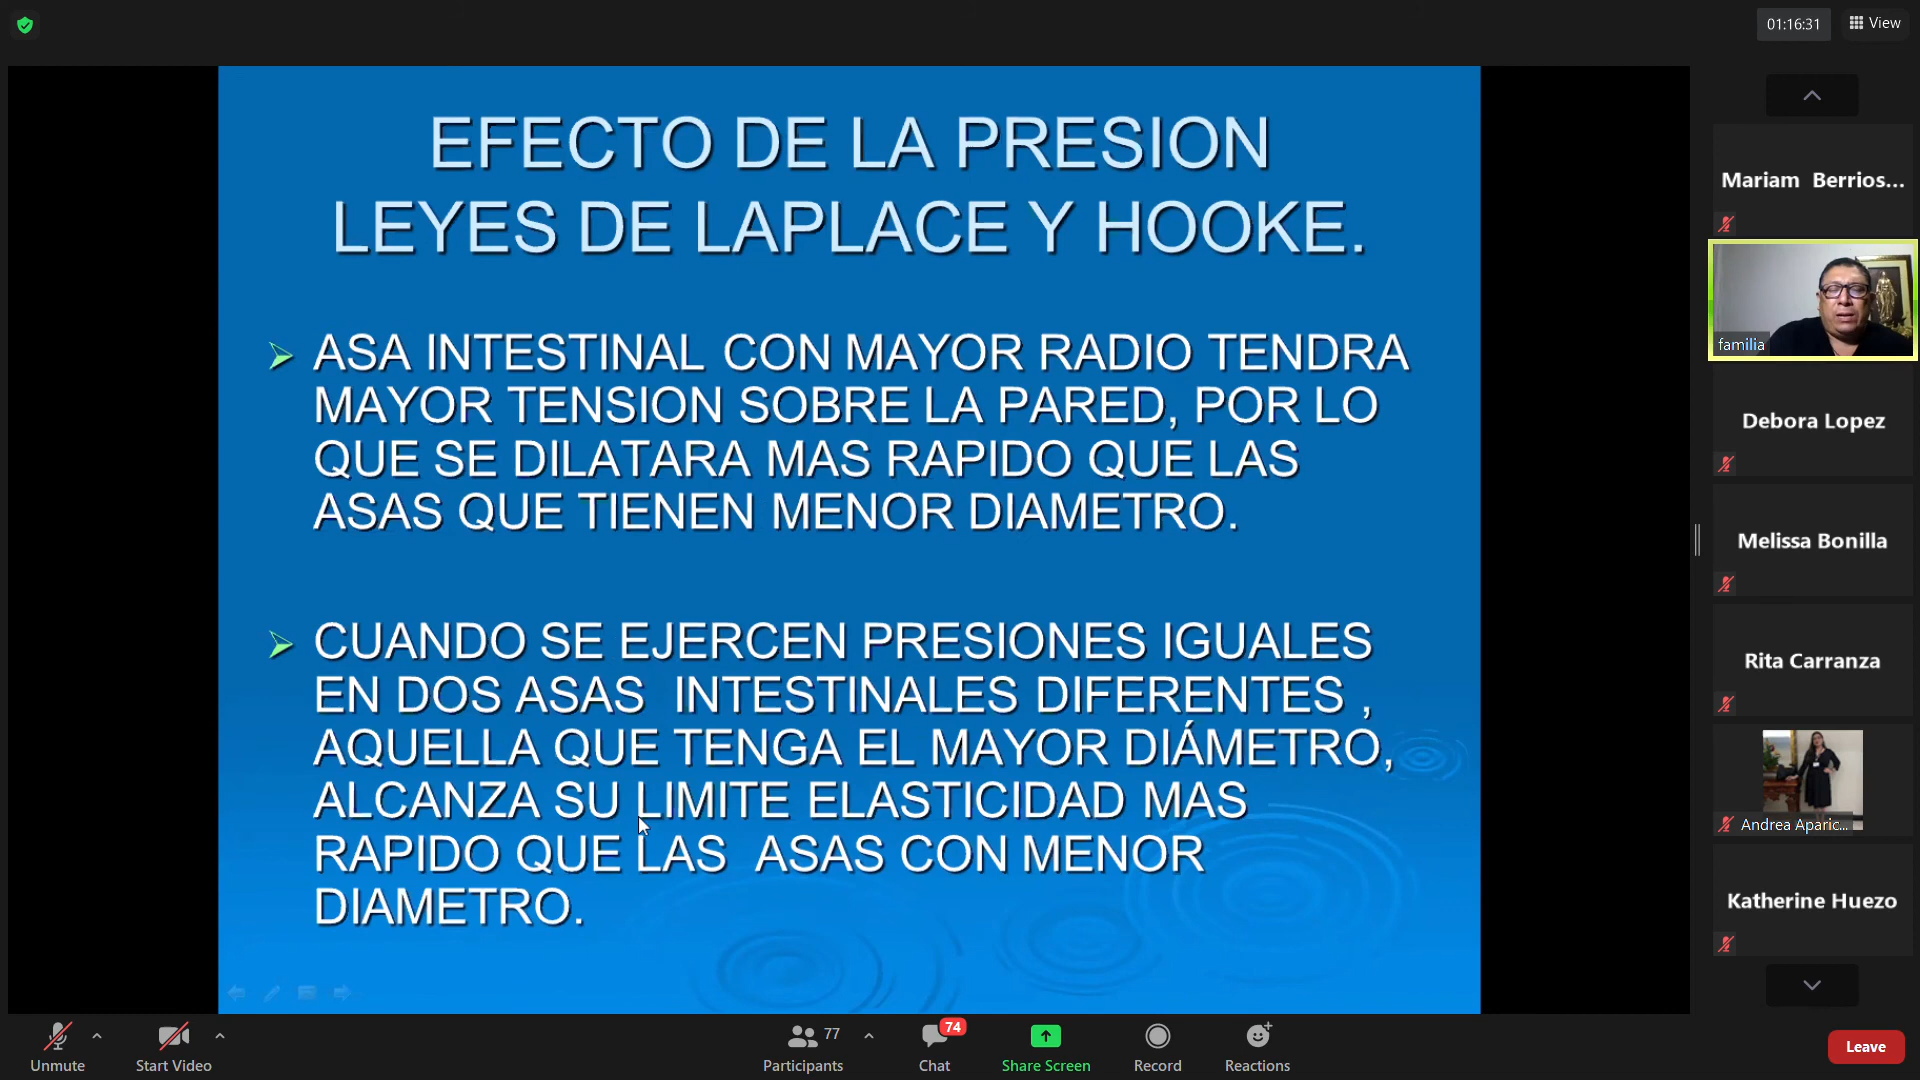 01:16:31
View
EFECTO DE LA PRESION
LEYES DE LAPLACE Y HOOKE.
ASA INTESTINAL CON MAYOR RADIO TENDRA
MAYOR TENSION SOBRE LA PARED, POR LO
QUE SE DILATARA MAS RAPIDO QUE LAS
ASAS QUE TIENEN MENOR DIAMETRO.
CUANDO SE EJERCEN PRESIONES IGUALES
EN DOS ASAS INTESTINALES DIFERENTES ,
AQUELLA QUE TENGA EL MAYOR DIÁMETRO,
ALCANZA SU LIMITE ELASTICIDAD MAS
RAPIDO QUE LAS ASAS CON MENOR
DIAMETRO.
Mariam Berrios...
familia
Debora Lopez
Melissa Bonilla
Rita Carranza
Andrea Aparic...
Katherine Huezo
Unmute
Start Video
77
Participants
74
Chat
Share Screen
Record
Reactions
Leave